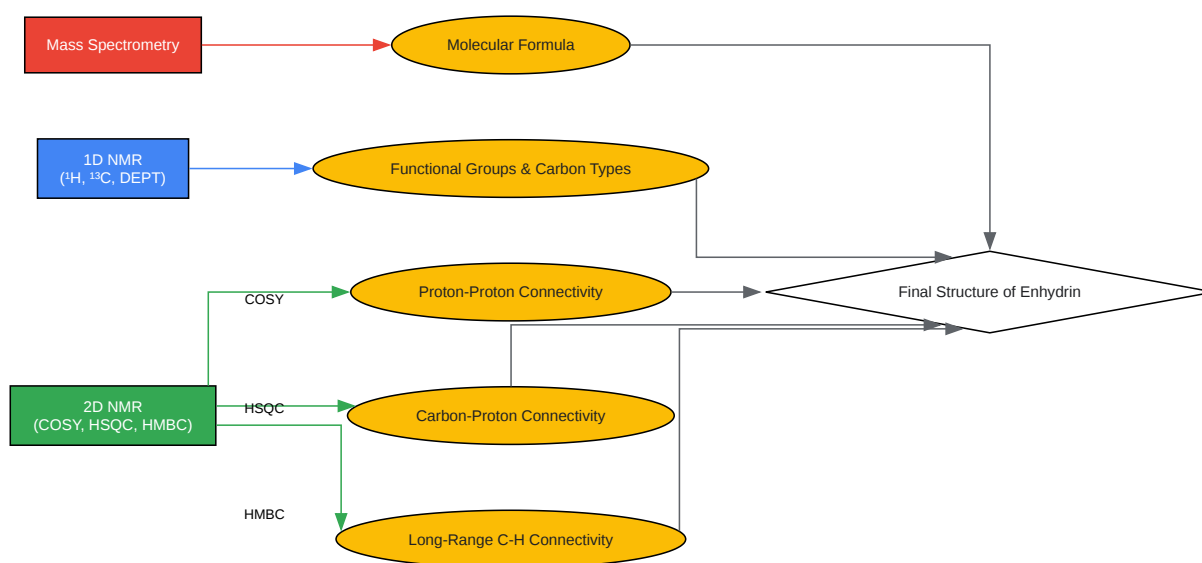 Mass Spectrometry
Molecular Formula
1D NMR
(¹H, ¹³C, DEPT)
Functional Groups & Carbon Types
COSY
Proton-Proton Connectivity
Final Structure of Enhydrin
2D NMR
(COSY, HSQC, HMBC)
HSQC
Carbon-Proton Connectivity
HMBC
Long-Range C-H Connectivity